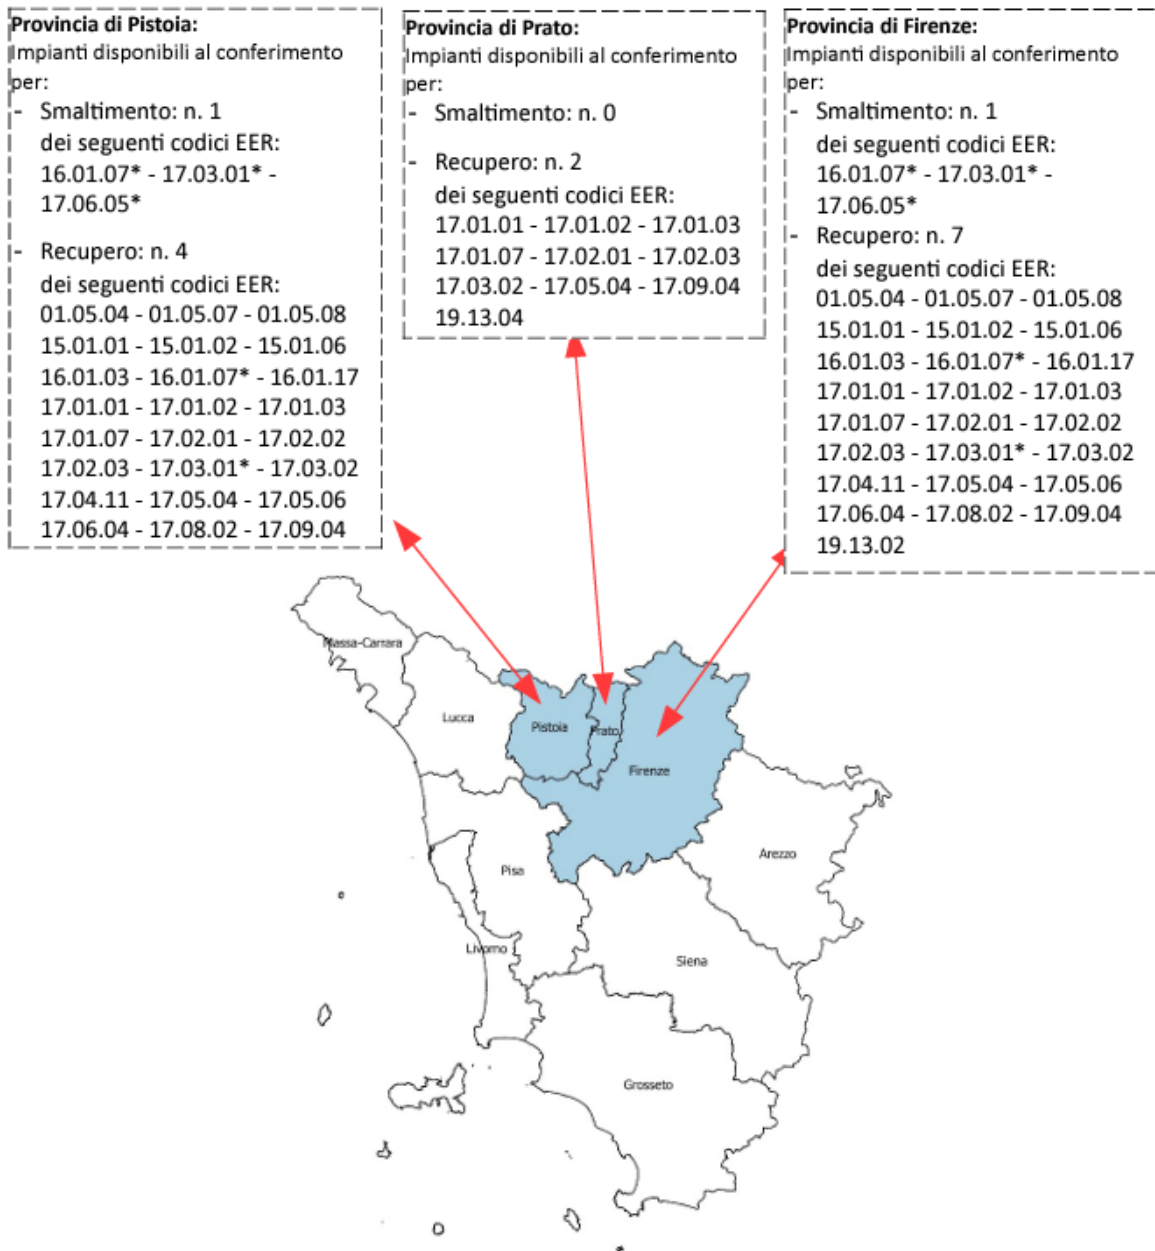 Provincia di Pistoia:
Impianti disponibili al conferimento
per:
- Smaltimento: n. 1
dei seguenti codici EER:
16.01.07* - 17.03.01* -
17.06.05*
- Recupero: n. 4
dei seguenti codici EER:
01.05.04 - 01.05.07 - 01.05.08
15.01.01 - 15.01.02 - 15.01.06
16.01.03 - 16.01.07* - 16.01.17
17.01.01 - 17.01.02 - 17.01.03
17.01.07 - 17.02.01 - 17.02.02
17.02.03 - 17.03.01* - 17.03.02
17.04.11 - 17.05.04 - 17.05.06
17.06.04 - 17.08.02 - 17.09.04
Provincia di Prato:
Impianti disponibili al conferimento
per:
- Smaltimento: n. 0
- Recupero: n. 2
dei seguenti codici EER:
17.01.01 - 17.01.02 - 17.01.03
17.01.07 - 17.02.01 - 17.02.03
17.03.02 - 17.05.04 - 17.09.04
19.13.04
Provincia di Firenze:
Impianti disponibili al conferimento
per:
- Smaltimento: n. 1
dei seguenti codici EER:
16.01.07* - 17.03.01* -
17.06.05*
- Recupero: n. 7
dei seguenti codici EER:
01.05.04 - 01.05.07 - 01.05.08
15.01.01 - 15.01.02 - 15.01.06
16.01.03 - 16.01.07* - 16.01.17
17.01.01 - 17.01.02 - 17.01.03
17.01.07 - 17.02.01 - 17.02.02
17.02.03 - 17.03.01* - 17.03.02
17.04.11 - 17.05.04 - 17.05.06
17.06.04 - 17.08.02 - 17.09.04
19.13.02
Massa-Carrara
Lucca
Pistoia
Prato
Firenze
Arezzo
Pisa
Livorno
Siena
Grosseto